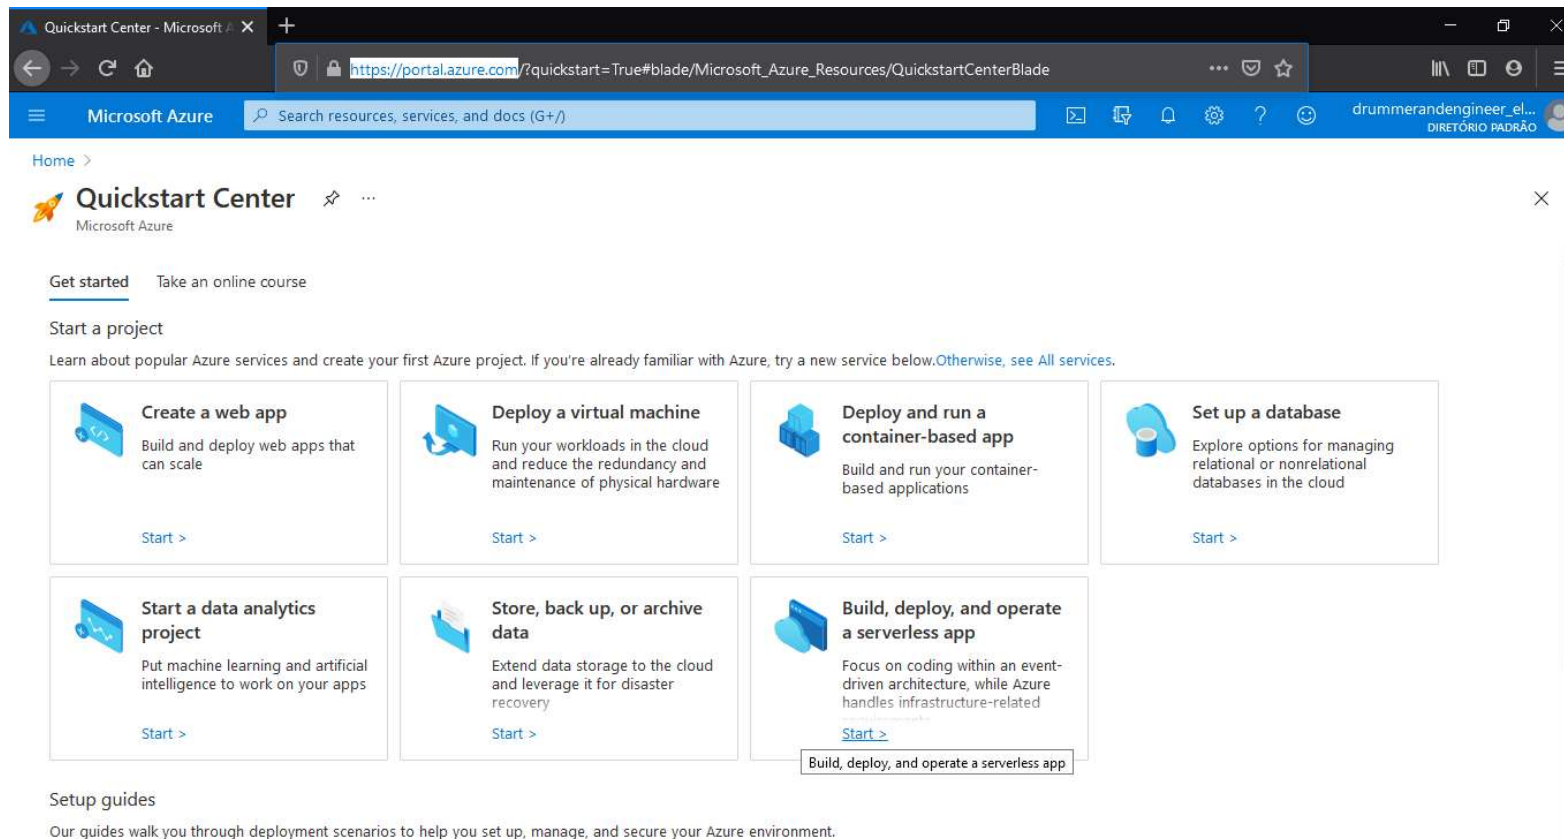 Quickstart Center - Microsoft A
https://portal.azure.com/?quickstart=True#blade/Microsoft_Azure_Resources/QuickstartCenterBlade
Microsoft Azure
Search resources, services, and docs (G+/)
drummerandengineer_el...
DIRETÓRIO PADRÃO
Home >
Quickstart Center
Microsoft Azure
Get started Take an online course
Start a project
Learn about popular Azure services and create your first Azure project. If you're already familiar with Azure, try a new service below.Otherwise, see All services.
Create a web app
Build and deploy web apps that
can scale
Start >
Deploy a virtual machine
Run your workloads in the cloud
and reduce the redundancy and
maintenance of physical hardware
Start >
Deploy and run a
container-based app
Build and run your container-
based applications
Start >
Set up a database
Explore options for managing
relational or nonrelational
databases in the cloud
Start >
Start a data analytics
project
Put machine learning and artificial
intelligence to work on your apps
Start >
Store, back up, or archive
data
Extend data storage to the cloud
and leverage it for disaster
recovery
Start >
Build, deploy, and operate
a serverless app
Focus on coding within an event-
driven architecture, while Azure
handles infrastructure-related
Start >
Build, deploy, and operate a serverless app
Setup guides
Our guides walk you through deployment scenarios to help you set up, manage, and secure your Azure environment.